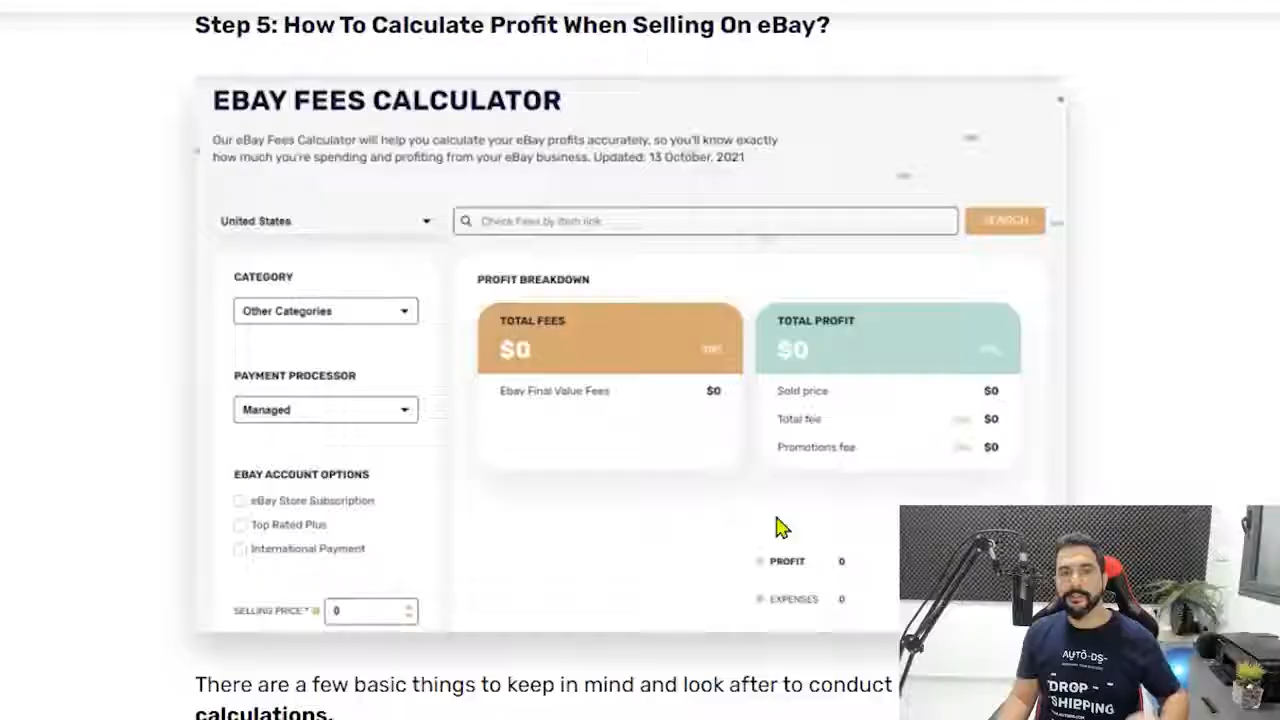 Step 5: How To Calculate Profit When Selling On eBay?
EBAY FEES CALCULATOR
Our eBay Fees Calculator will help you calculate your eBay profits accurately, so you'll know exactly
how much you're spending and profiting from your eBay business. Updated: 13 October, 2021
United States
Check Fees by item link
SEARCH
CATEGORY
Other Categories
PAYMENT PROCESSOR
Managed
EBAY ACCOUNT OPTIONS
eBay Store Subscription
Top Rated Plus
International Payment
SELLING PRICE * 0
PROFIT BREAKDOWN
TOTAL FEES
$0
Ebay Final Value Fees $0
TOTAL PROFIT
$0
Sold price $0
Total fee $0
Promotions fee $0
PROFIT 0
EXPENSES 0
AUTO-DS-
DROP-
SHIPPING
There are a few basic things to keep in mind and look after to conduct
calculations.